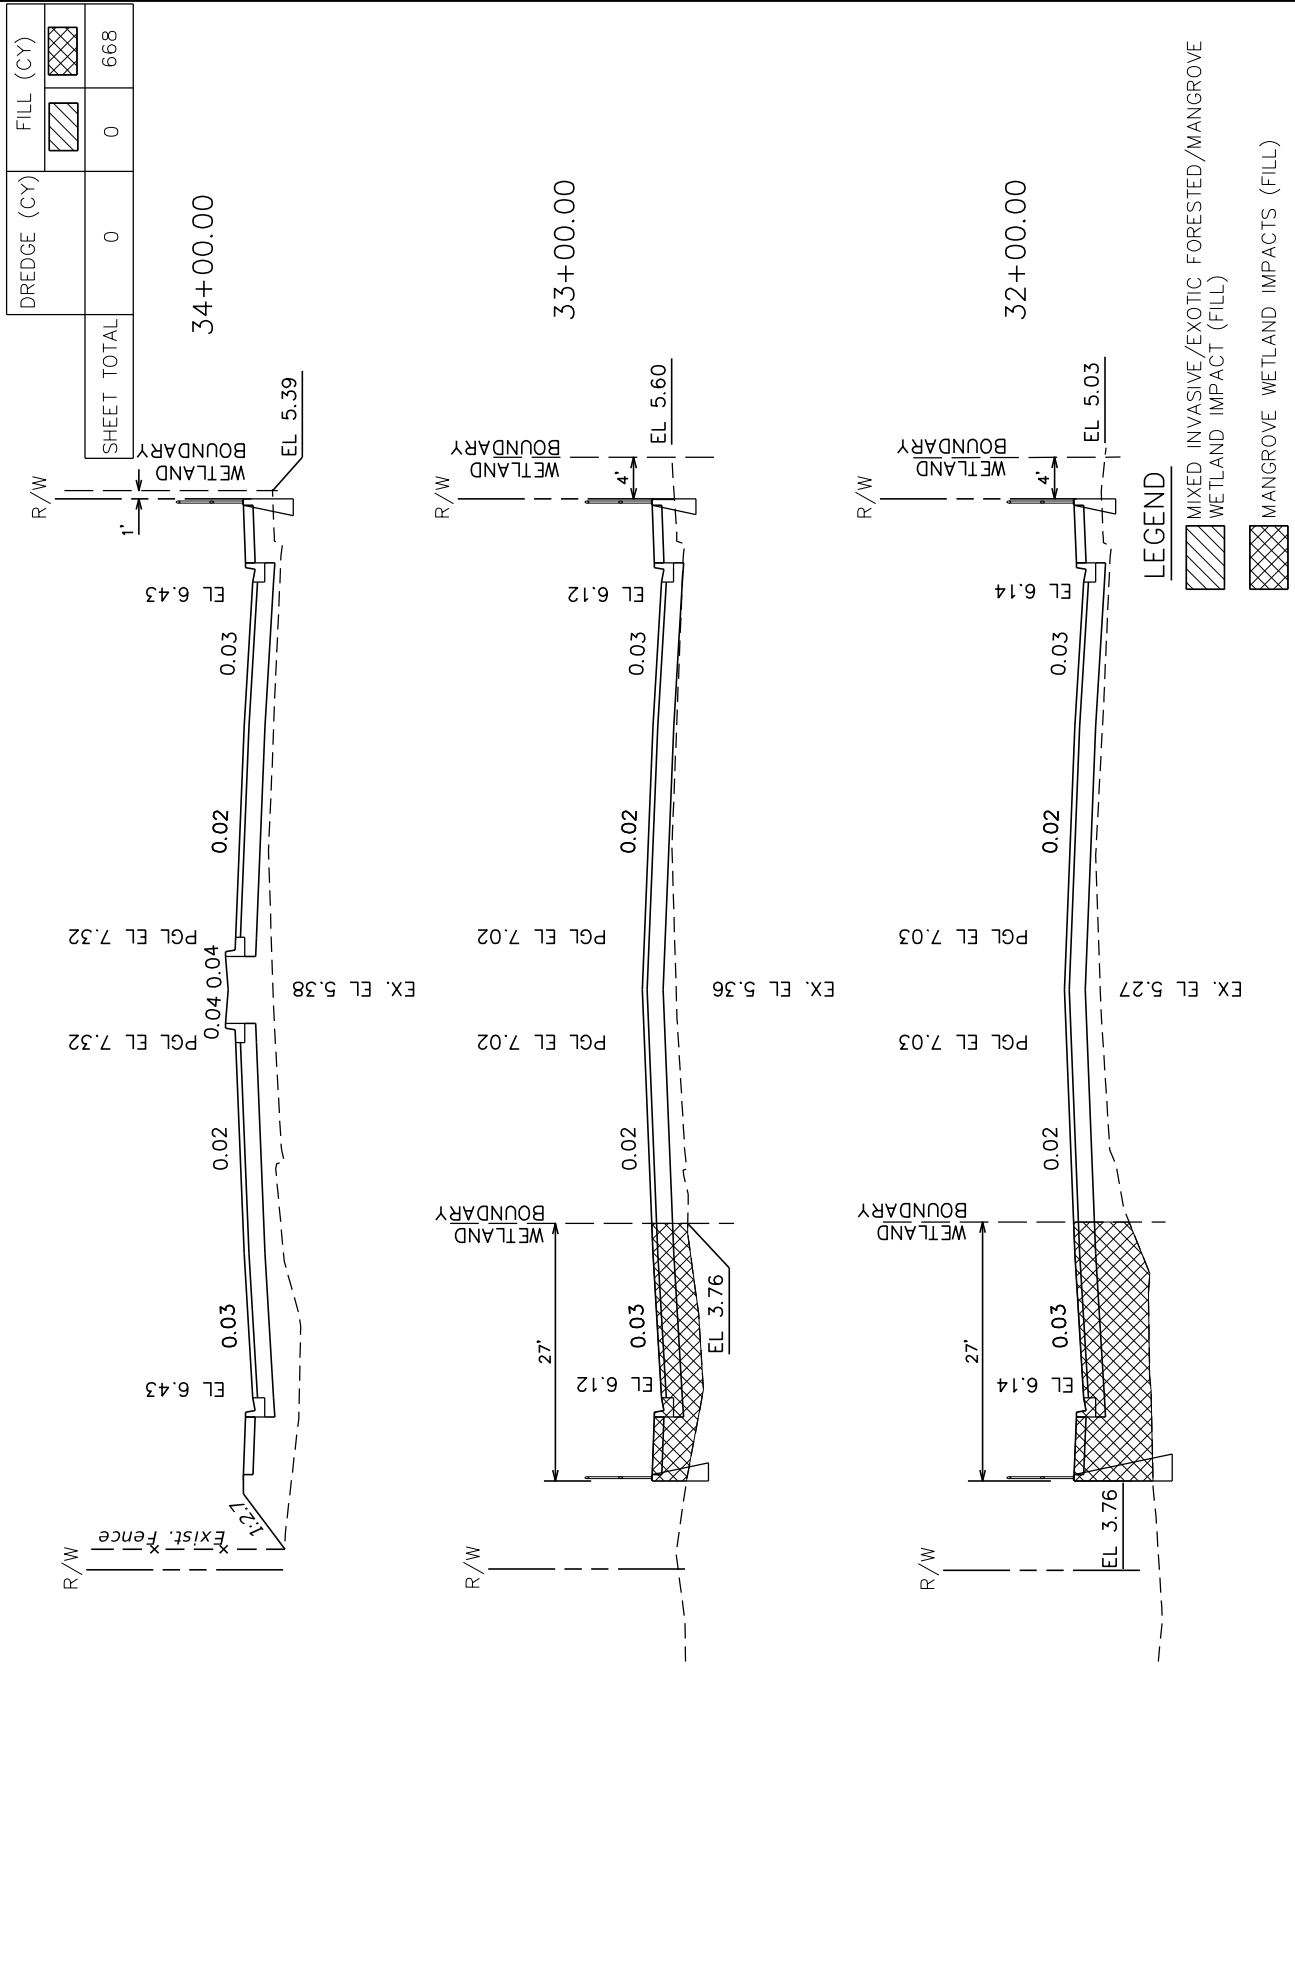 DREDGE (CY)
FILL (CY)
SHEET TOTAL
0
0
668
34+00.00
R/W
Exist. Fence
1:2.7
EL 6.43
0.03
0.02
PGL EL 7.32
0.04
0.04
PGL EL 7.32
EX. EL 5.38
0.02
0.03
EL 6.43
1'
R/W
WETLAND
BOUNDARY
EL 5.39
33+00.00
R/W
27'
WETLAND
BOUNDARY
EL 6.12
0.03
EL 3.76
0.02
PGL EL 7.02
PGL EL 7.02
EX. EL 5.36
0.02
0.03
EL 6.12
R/W
4'
WETLAND
BOUNDARY
EL 5.60
32+00.00
R/W
EL 3.76
27'
WETLAND
BOUNDARY
EL 6.14
0.03
0.02
PGL EL 7.03
PGL EL 7.03
EX. EL 5.27
0.02
0.03
EL 6.14
R/W
4'
WETLAND
BOUNDARY
EL 5.03
LEGEND
MIXED INVASIVE/EXOTIC FORESTED/MANGROVE
WETLAND IMPACT (FILL)
MANGROVE WETLAND IMPACTS (FILL)